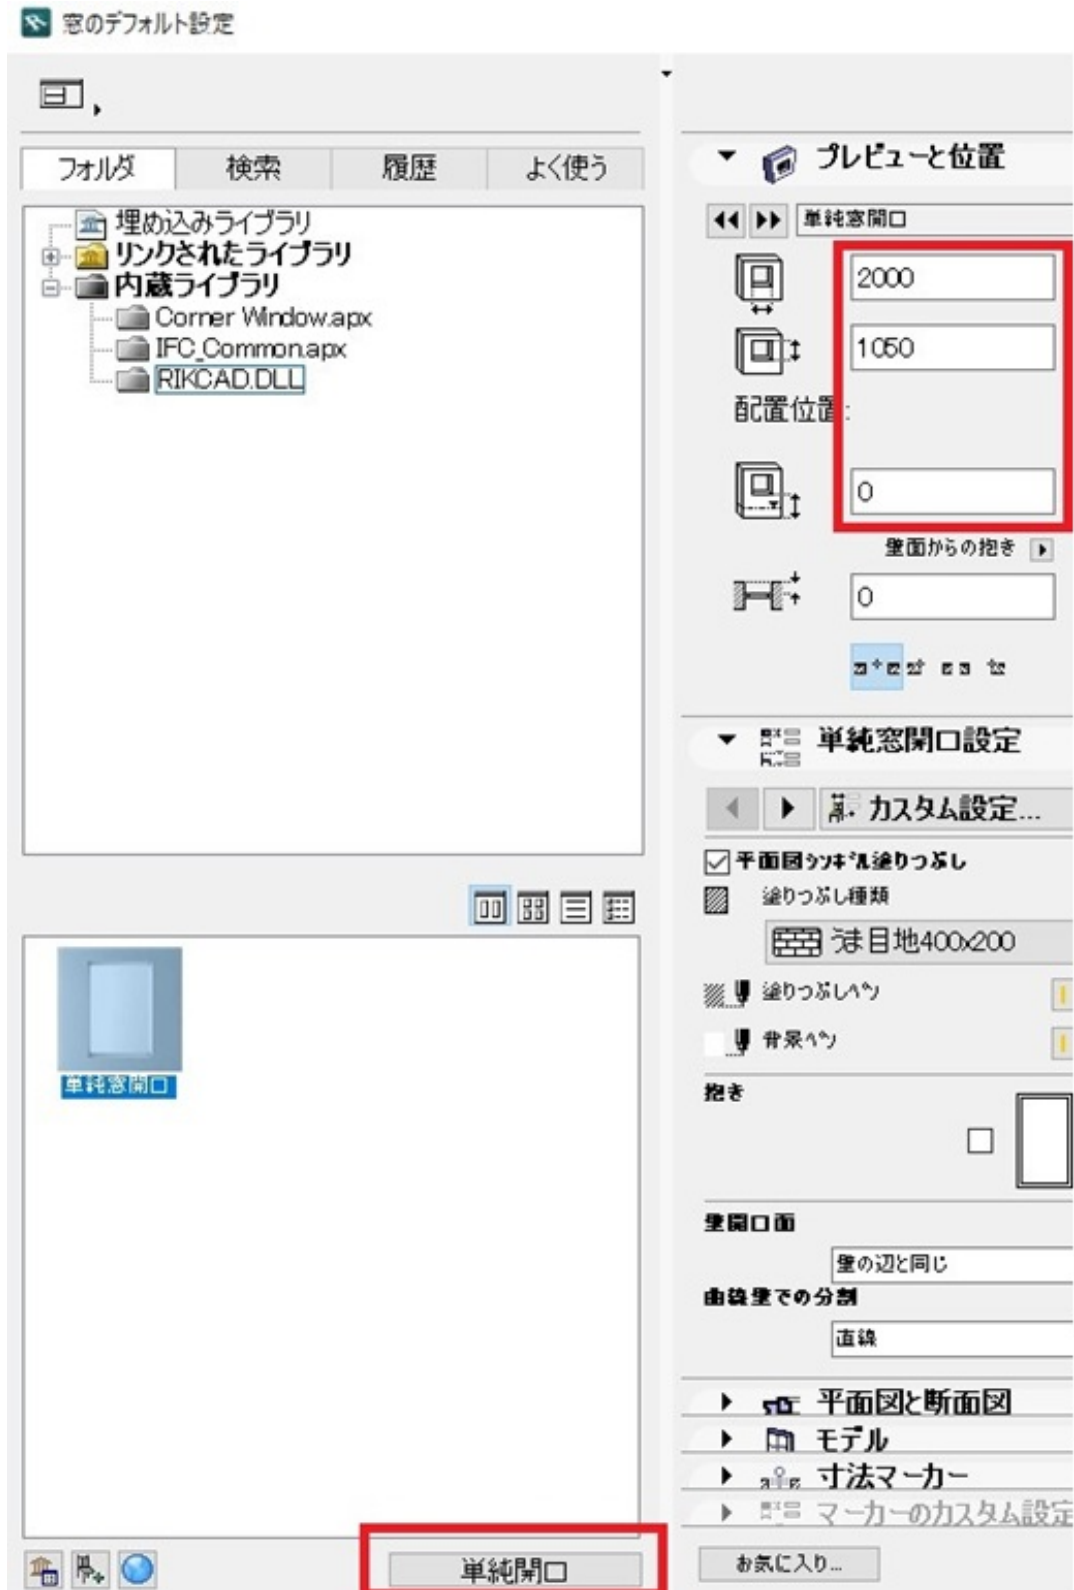 窓のデフォルト設定
フォルダ 検索 履歴 よく使う
埋め込みライブラリ
リンクされたライブラリ
内蔵ライブラリ
Corner Window.apx
IFC_Common.apx
RIKCAD.DLL
単純窓開口
単純開口
プレビューと位置
単純窓開口
2000
1050
配置位置:
0
壁面からの抱き
0
単純窓開口設定
カスタム設定...
平面図シンボル塗りつぶし
塗りつぶし種類
うま目地400x200
塗りつぶしペン
背景ペン
抱き
壁開口面
壁の辺と同じ
曲線壁での分割
直線
平面図と断面図
モデル
寸法マーカー
マーカーのカスタム設定
お気に入り...